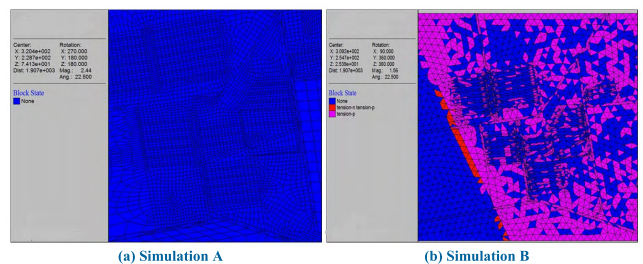 Center:
X: 3.204e+002
Y: 2.287e+002
Z: 7.413e+001
Dist: 1.907e+003
Rotation:
X: 270.000
Y: 180.000
Z: 180.000
Mag.: 2.44
Ang.: 22.500
Block State
None
Center:
X: 3.092e+002
Y: 2.547e+002
Z: 2.538e+001
Dist: 1.907e+003
Rotation:
X: 90.000
Y: 360.000
Z: 360.000
Mag.: 1.95
Ang.: 22.500
Block State
None
tension-n tension-p
tension-p
(a) Simulation A
(b) Simulation B